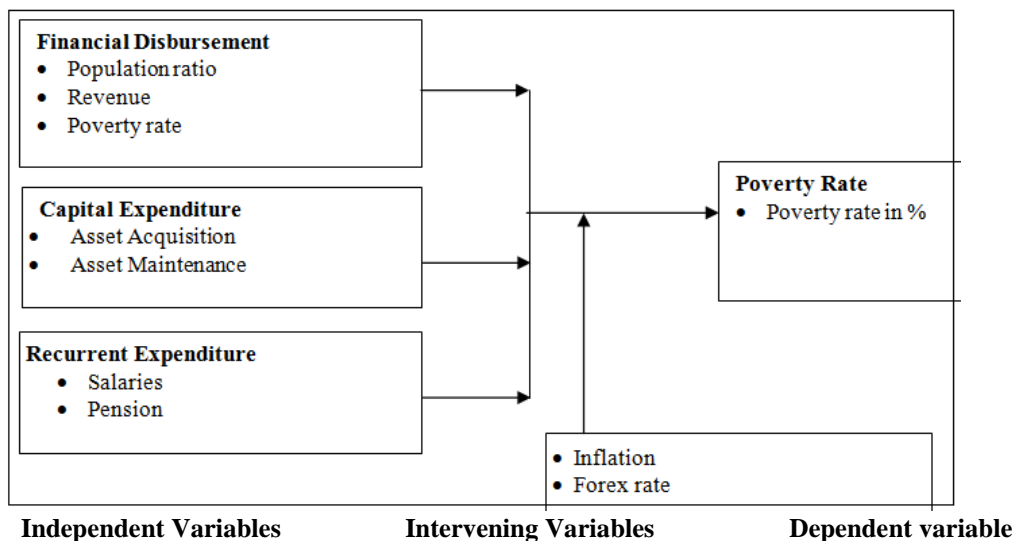 Financial Disbursement
• Population ratio
• Revenue
• Poverty rate
Capital Expenditure
• Asset Acquisition
• Asset Maintenance
Recurrent Expenditure
• Salaries
• Pension
Poverty Rate
• Poverty rate in %
• Inflation
• Forex rate
Independent Variables Intervening Variables Dependent variable